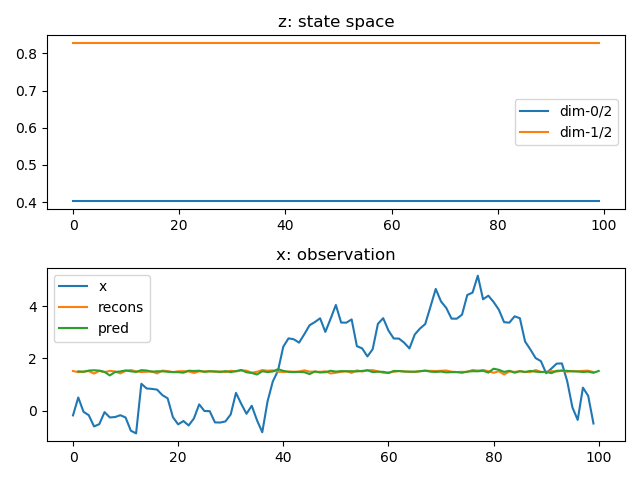 z: state space
0.8
0.7
0.6
0.5
0.4
dim-0/2
dim-1/2
0 20 40 60 80 100
x: observation
4
2
0
x
recons
pred
0 20 40 60 80 100